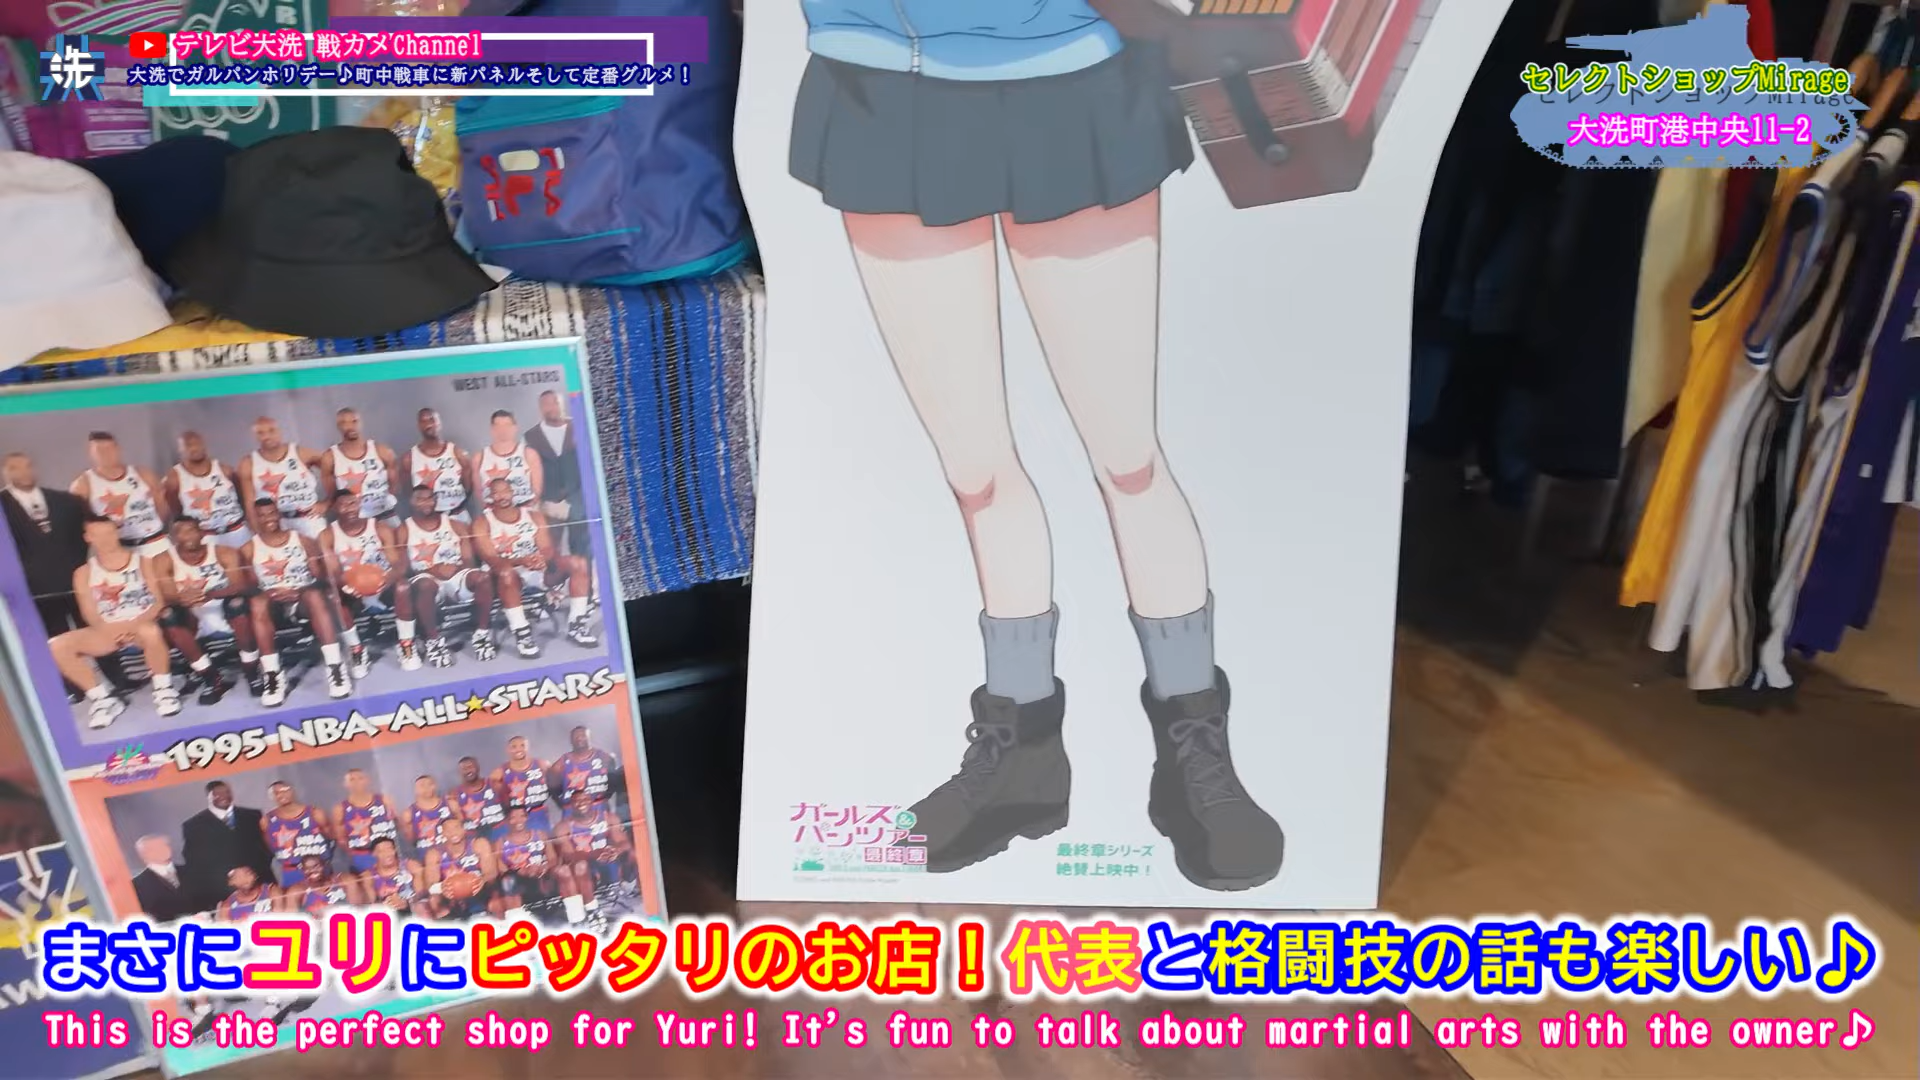 洗
テレビ大洗 戦カメChannel
大洗でガルパンホリデー♪町中戦車に新パネルそして定番グルメ！
セレクトショップMirage
大洗町港中央11-2
WEST ALL-STARS
1995 NBA ALL★STARS
ガールズ&パンツァー
最終章
最終章シリーズ
絶賛上映中！
まさにユリにピッタリのお店！代表と格闘技の話も楽しい♪
This is the perfect shop for Yuri! It's fun to talk about martial arts with the owner♪